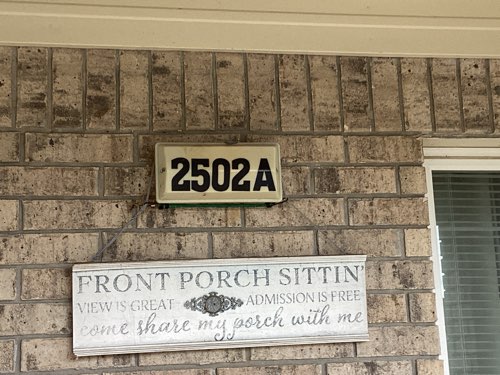 2502A
FRONT PORCH SITTIN'
VIEW IS GREAT ADMISSION IS FREE
come share my porch with me